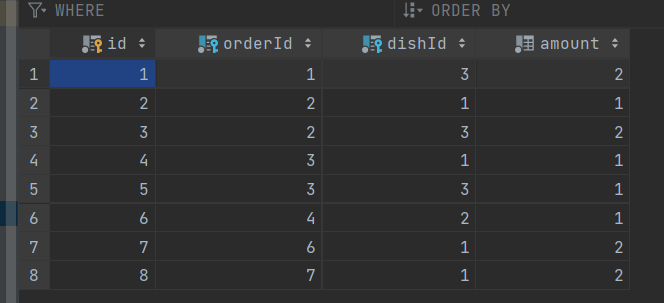 WHERE ORDER BY
id orderId dishId amount
1 1 1 3 2
2 2 2 1 1
3 3 2 3 2
4 4 3 1 1
5 5 3 3 1
6 6 4 2 1
7 7 6 1 2
8 8 7 1 2